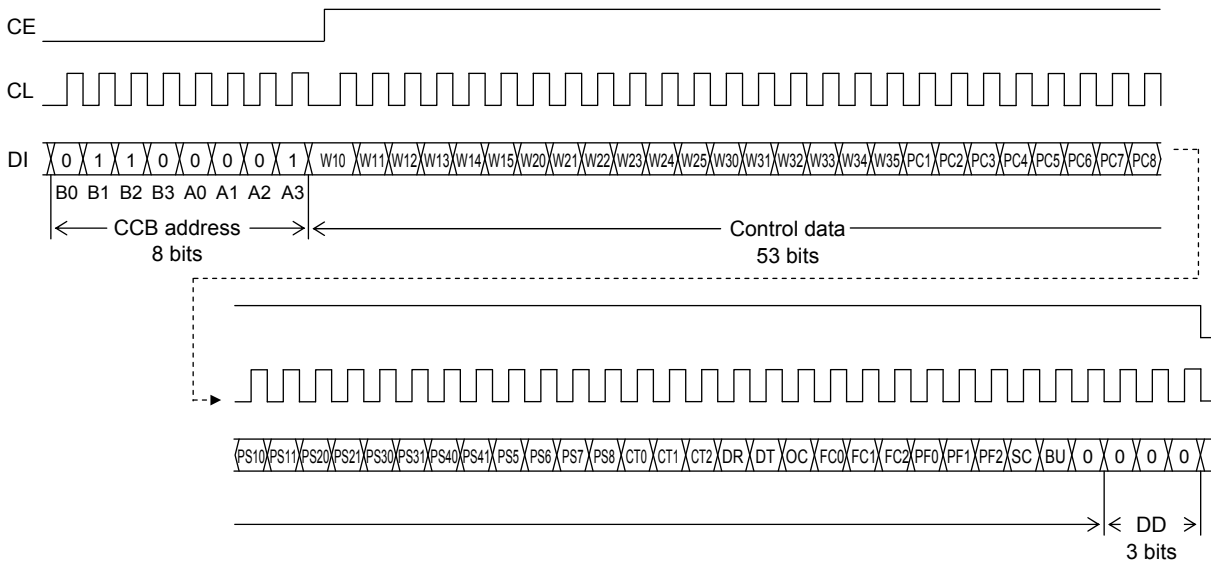 CE
CL
DI 0 1 1 0 0 0 0 1 W10 W11 W12 W13 W14 W15 W20 W21 W22 W23 W24 W25 W30 W31 W32 W33 W34 W35 PC1 PC2 PC3 PC4 PC5 PC6 PC7 PC8
B0 B1 B2 B3 A0 A1 A2 A3
CCB address Control data
8 bits 53 bits
PS10 PS11 PS20 PS21 PS30 PS31 PS40 PS41 PS5 PS6 PS7 PS8 CT0 CT1 CT2 DR DT OC FC0 FC1 FC2 PF0 PF1 PF2 SC BU 0 0 0 0
DD
3 bits